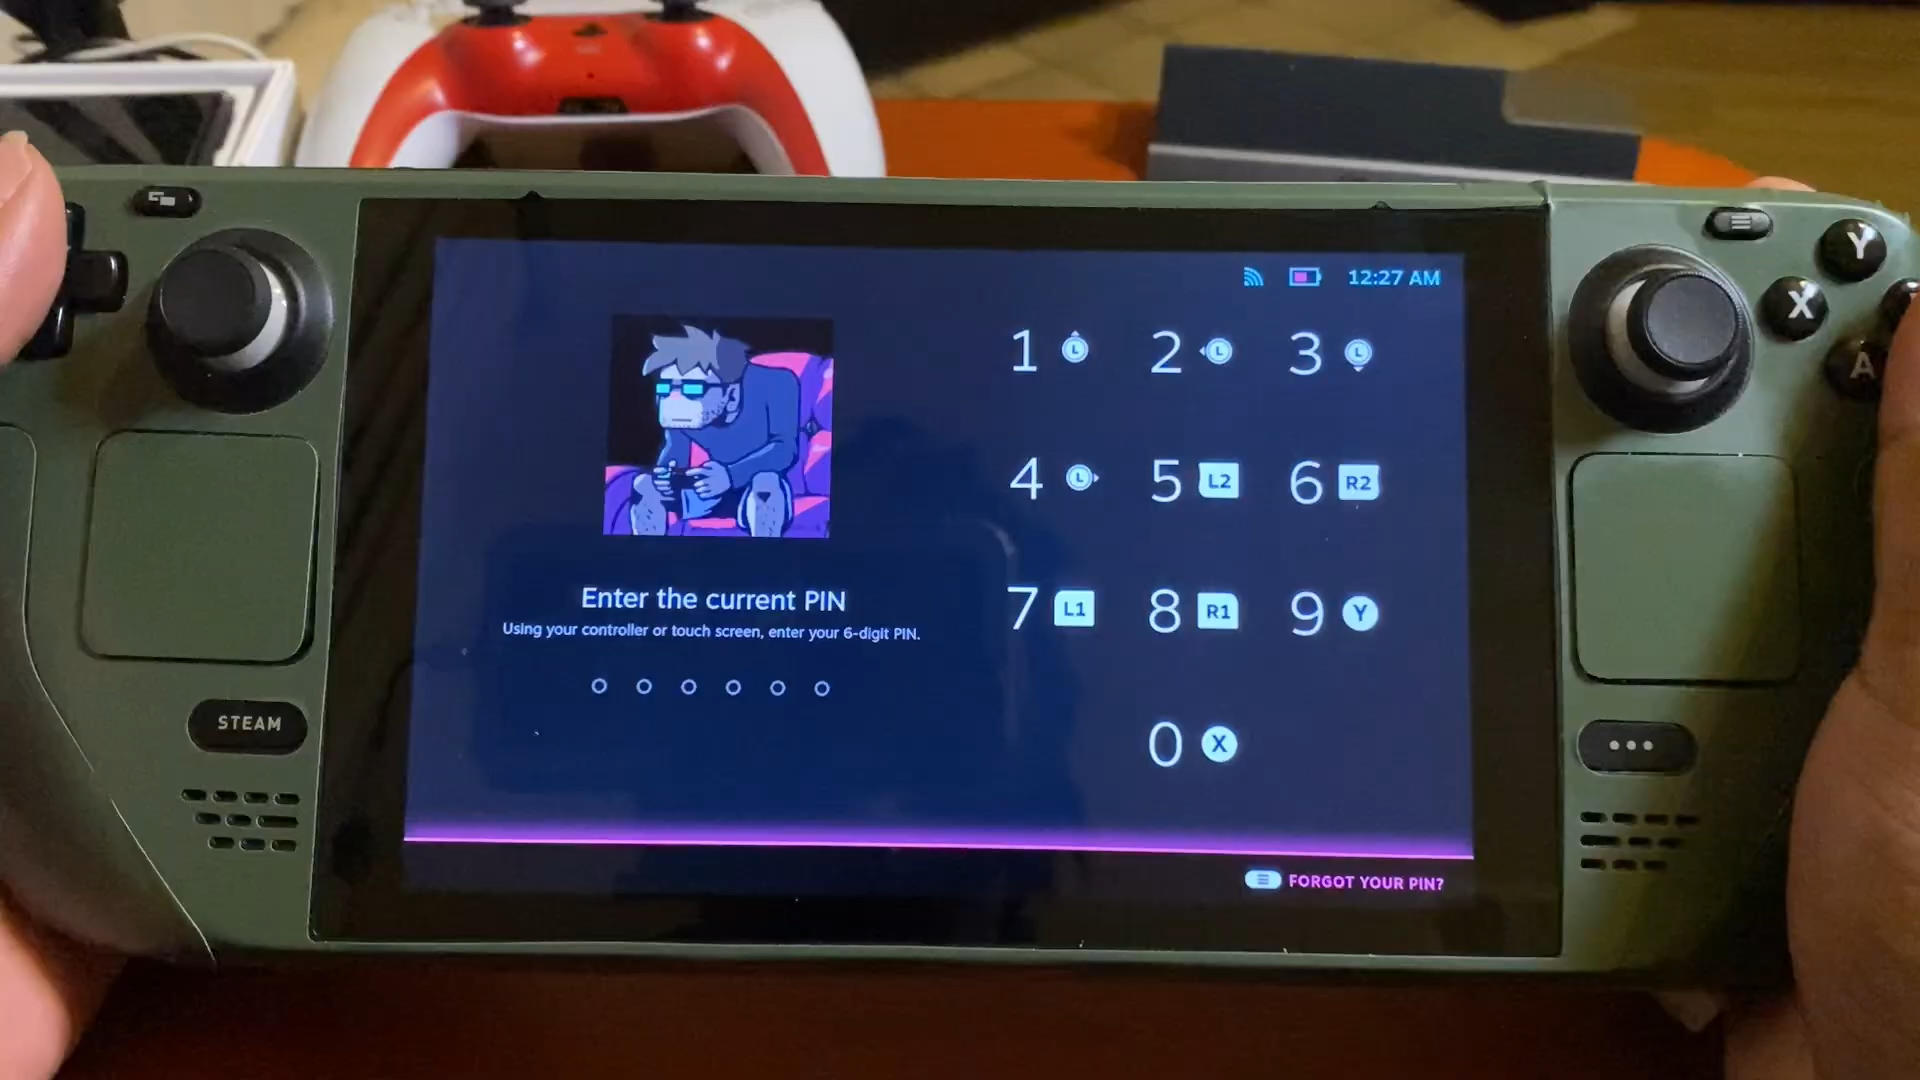 12:27 AM
1 L 2 L 3 L
4 L 5 L2 6 R2
7 L1 8 R1 9 Y
0 X
Enter the current PIN
Using your controller or touch screen, enter your 6-digit PIN.
FORGOT YOUR PIN?
STEAM
Y
X
A